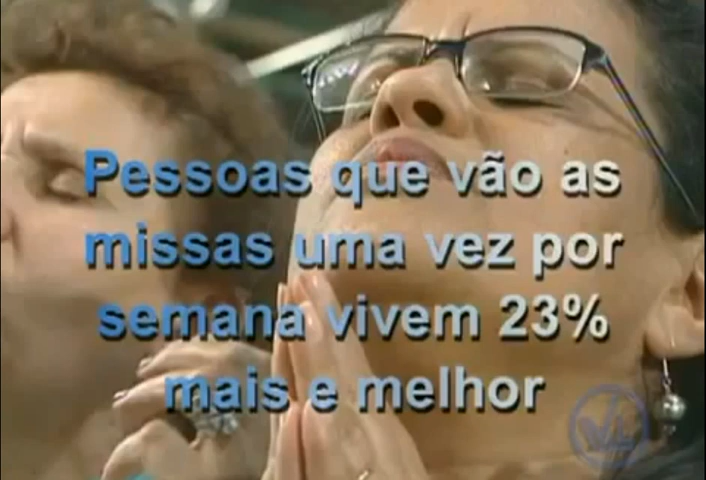 Pessoas que vão as
missas uma vez por
semana vivem 23%
mais e melhor